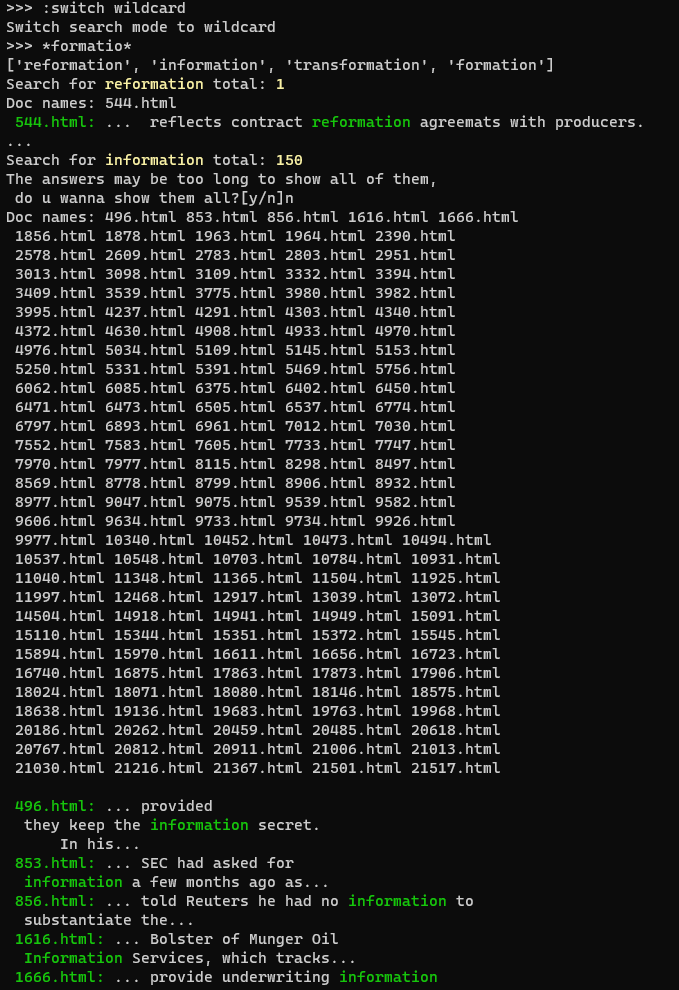 >>> :switch wildcard
Switch search mode to wildcard
>>> *formatio*
['reformation', 'information', 'transformation', 'formation']
Search for reformation total: 1
Doc names: 544.html
544.html: ...  reflects contract reformation agreemats with producers.
...
Search for information total: 150
The answers may be too long to show all of them,
do u wanna show them all?[y/n]n
Doc names: 496.html 853.html 856.html 1616.html 1666.html
1856.html 1878.html 1963.html 1964.html 2390.html
2578.html 2609.html 2783.html 2803.html 2951.html
3013.html 3098.html 3109.html 3332.html 3394.html
3409.html 3539.html 3775.html 3980.html 3982.html
3995.html 4237.html 4291.html 4303.html 4340.html
4372.html 4630.html 4908.html 4933.html 4970.html
4976.html 5034.html 5109.html 5145.html 5153.html
5250.html 5331.html 5391.html 5469.html 5756.html
6062.html 6085.html 6375.html 6402.html 6450.html
6471.html 6473.html 6505.html 6537.html 6774.html
6797.html 6893.html 6961.html 7012.html 7030.html
7552.html 7583.html 7605.html 7733.html 7747.html
7970.html 7977.html 8115.html 8298.html 8497.html
8569.html 8778.html 8799.html 8906.html 8932.html
8977.html 9047.html 9075.html 9539.html 9582.html
9606.html 9634.html 9733.html 9734.html 9926.html
9977.html 10340.html 10452.html 10473.html 10494.html
10537.html 10548.html 10703.html 10784.html 10931.html
11040.html 11348.html 11365.html 11504.html 11925.html
11997.html 12468.html 12917.html 13039.html 13072.html
14504.html 14918.html 14941.html 14949.html 15091.html
15110.html 15344.html 15351.html 15372.html 15545.html
15894.html 15970.html 16611.html 16656.html 16723.html
16740.html 16875.html 17863.html 17873.html 17906.html
18024.html 18071.html 18080.html 18146.html 18575.html
18638.html 19136.html 19683.html 19763.html 19968.html
20186.html 20262.html 20459.html 20485.html 20618.html
20767.html 20812.html 20911.html 21006.html 21013.html
21030.html 21216.html 21367.html 21501.html 21517.html
496.html: ... provided
they keep the information secret.
In his...
853.html: ... SEC had asked for
information a few months ago as...
856.html: ... told Reuters he had no information to
substantiate the...
1616.html: ... Bolster of Munger Oil
Information Services, which tracks...
1666.html: ... provide underwriting information